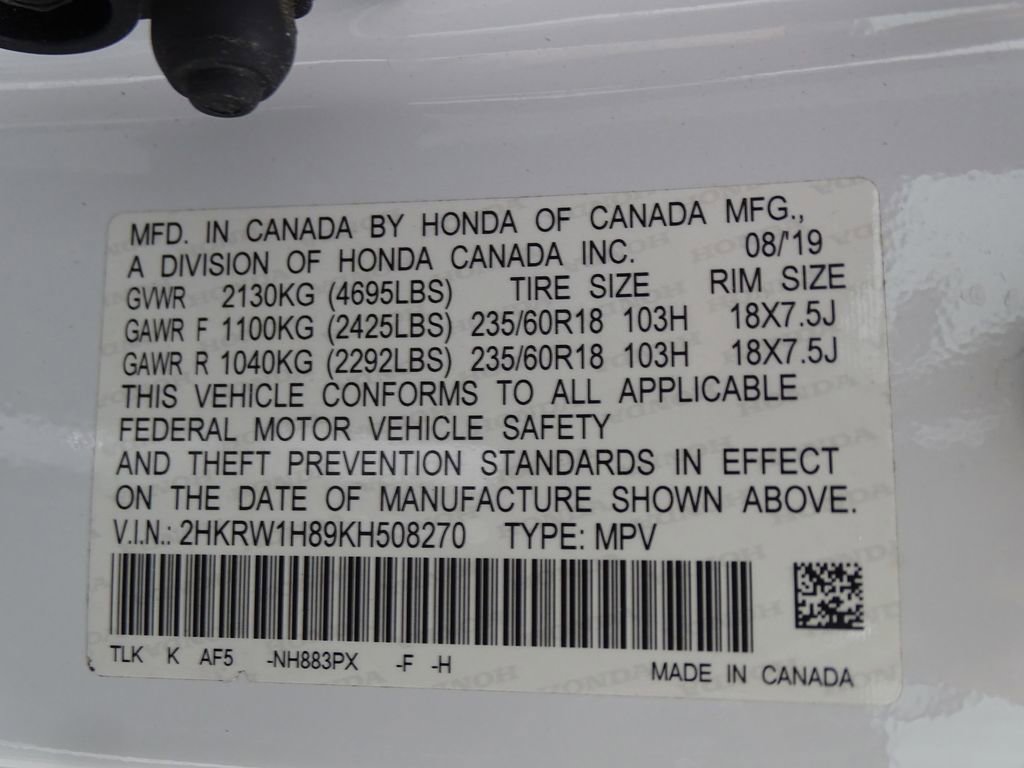 MFD. IN CANADA BY HONDA OF CANADA MFG.,
A DIVISION OF HONDA CANADA INC. 08/'19
GVWR 2130KG (4695LBS) TIRE SIZE RIM SIZE
GAWR F 1100KG (2425LBS) 235/60R18 103H 18X7.5J
GAWR R 1040KG (2292LBS) 235/60R18 103H 18X7.5J
THIS VEHICLE CONFORMS TO ALL APPLICABLE
FEDERAL MOTOR VEHICLE SAFETY
AND THEFT PREVENTION STANDARDS IN EFFECT
ON THE DATE OF MANUFACTURE SHOWN ABOVE.
V.I.N.: 2HKRW1H89KH508270 TYPE: MPV
TLK K AF5 -NH883PX -F -H
MADE IN CANADA